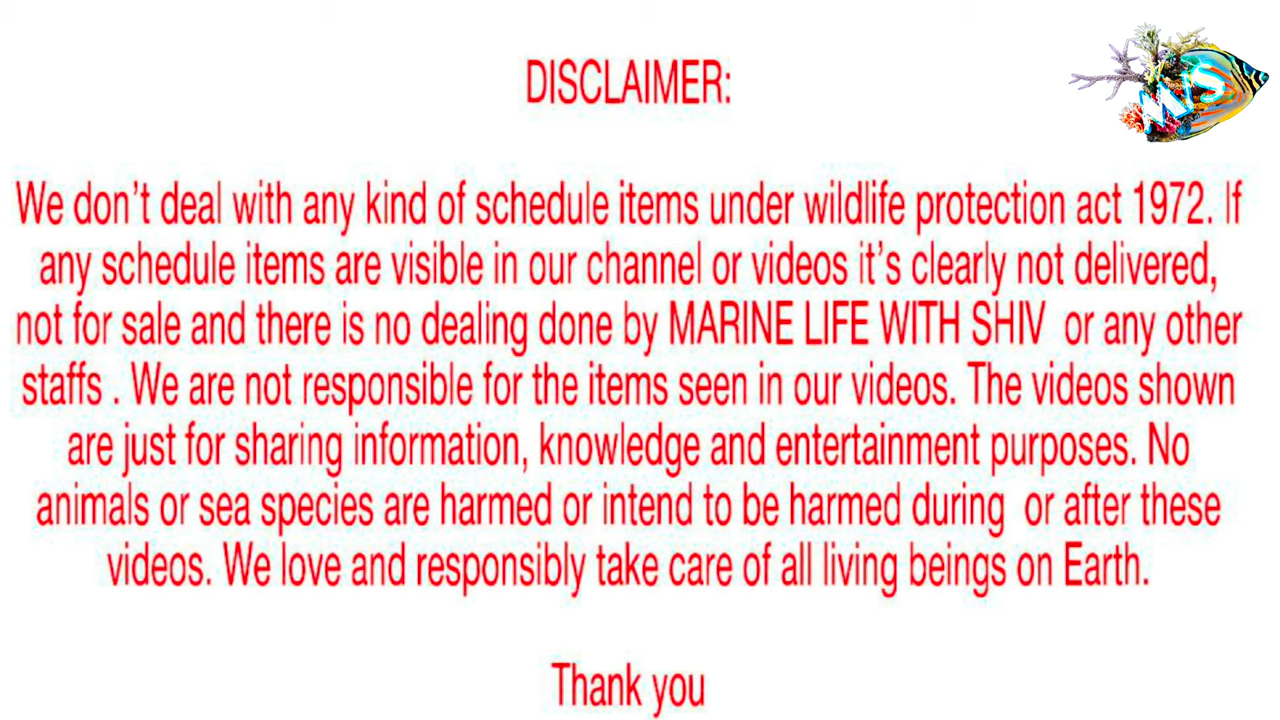 DISCLAIMER:
MS
We don't deal with any kind of schedule items under wildlife protection act 1972. If
any schedule items are visible in our channel or videos it's clearly not delivered,
not for sale and there is no dealing done by MARINE LIFE WITH SHIV or any other
staffs . We are not responsible for the items seen in our videos. The videos shown
are just for sharing information, knowledge and entertainment purposes. No
animals or sea species are harmed or intend to be harmed during or after these
videos. We love and responsibly take care of all living beings on Earth.
Thank you